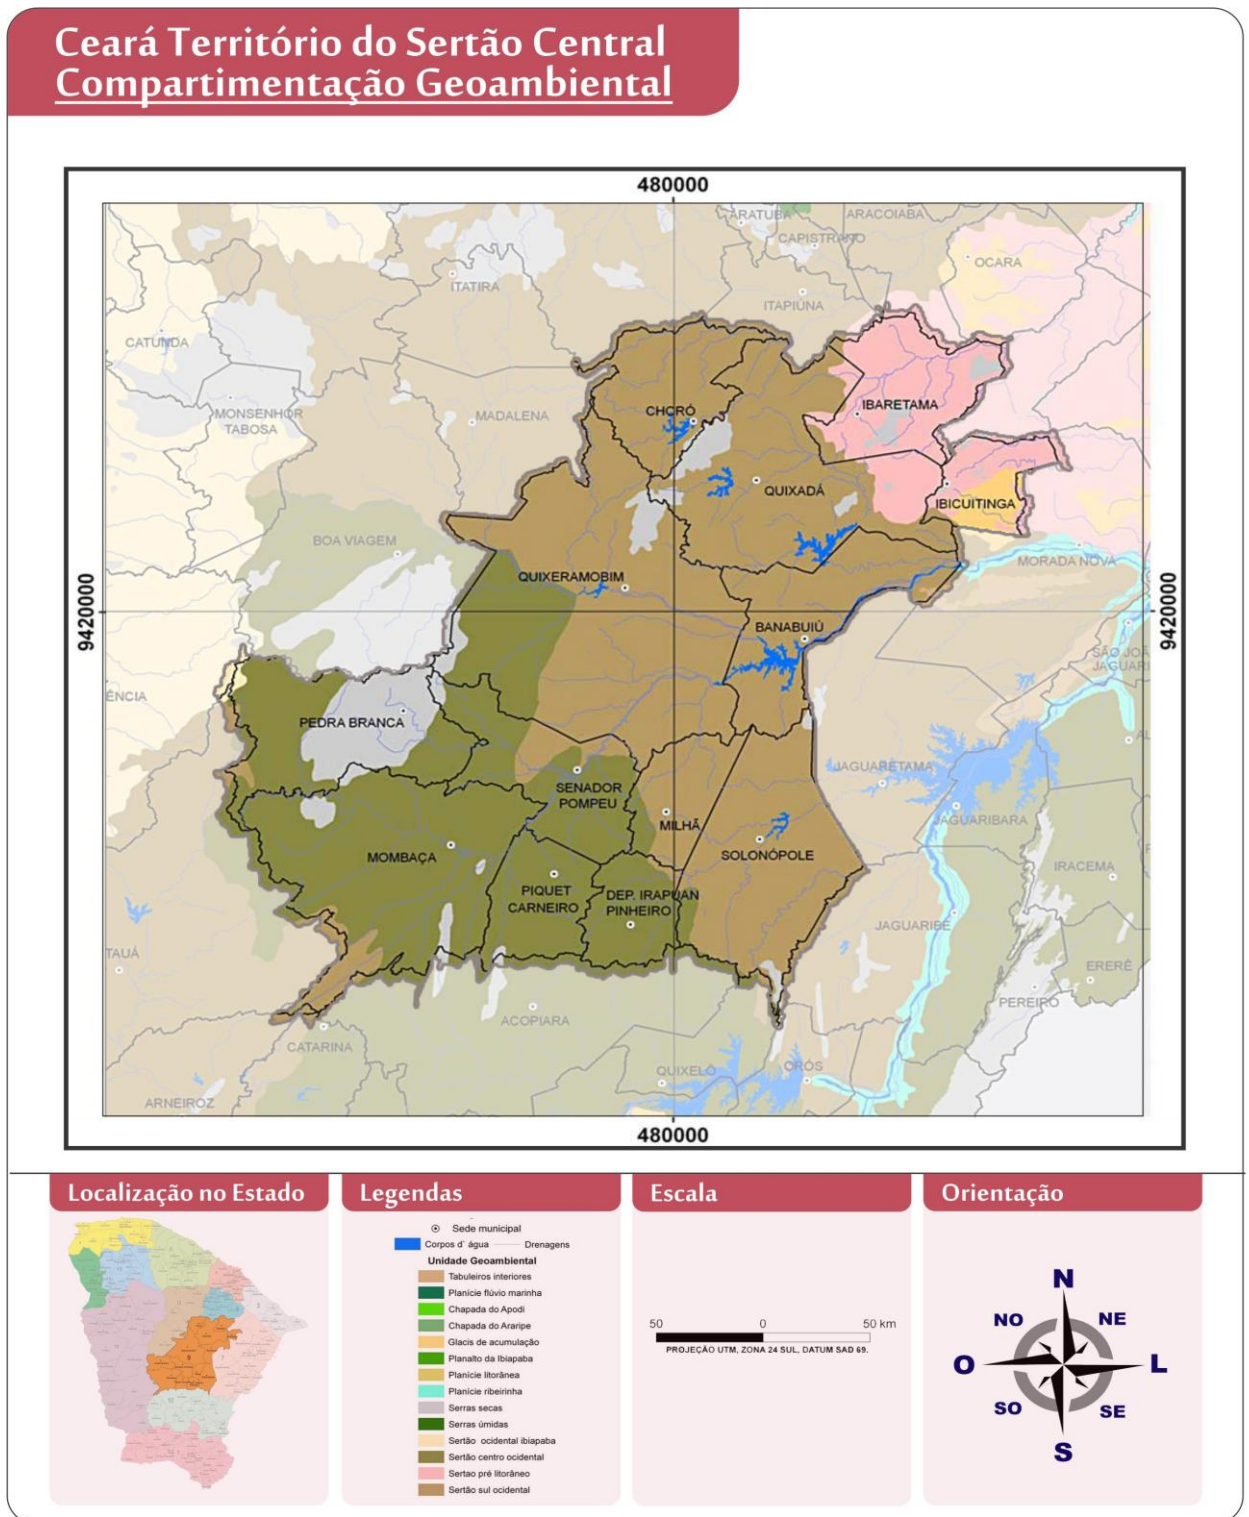 Ceará Território do Sertão Central
Compartimentação Geoambiental
480000
ARATUBA
ARACOIABA
CAPISTRANO
OCARA
ITATIRA
ITAPIÚNA
CATUNDA
MONSENHOR
TABOSA
MADALENA
CHORÓ
IBARETAMA
QUIXADÁ
IBICUITINGA
BOA VIAGEM
MORADA NOVA
QUIXERAMOBIM
9420000
9420000
BANABUIÚ
SÃO JOÃ
JAGUARI
ÊNCIA
PEDRA BRANCA
AL
JAGUARETAMA
SENADOR
POMPEU
JAGUARIBARA
MILHÃ
MOMBAÇA
SOLONÓPOLE
IRACEMA
PIQUET
CARNEIRO
DEP. IRAPUAN
PINHEIRO
JAGUARIBE
TAUÁ
ERERÊ
PEREIRO
ACOPIARA
CATARINA
QUIXELÔ
ORÓS
ARNEIROZ
480000
Localização no Estado
Legendas
Escala
Orientação
Sede municipal
Corpos d` água
Drenagens
Unidade Geoambiental
Tabuleiros interiores
Planície flúvio marinha
Chapada do Apodi
Chapada do Araripe
Glacis de acumulação
Planalto da Ibiapaba
Planície litorânea
Planície ribeirinha
Serras secas
Serras úmidas
Sertão ocidental ibiapaba
Sertão centro ocidental
Sertao pré litorâneo
Sertão sul ocidental
50 0 50 km
PROJEÇÃO UTM, ZONA 24 SUL, DATUM SAD 69.
N
NO NE
O L
SO SE
S